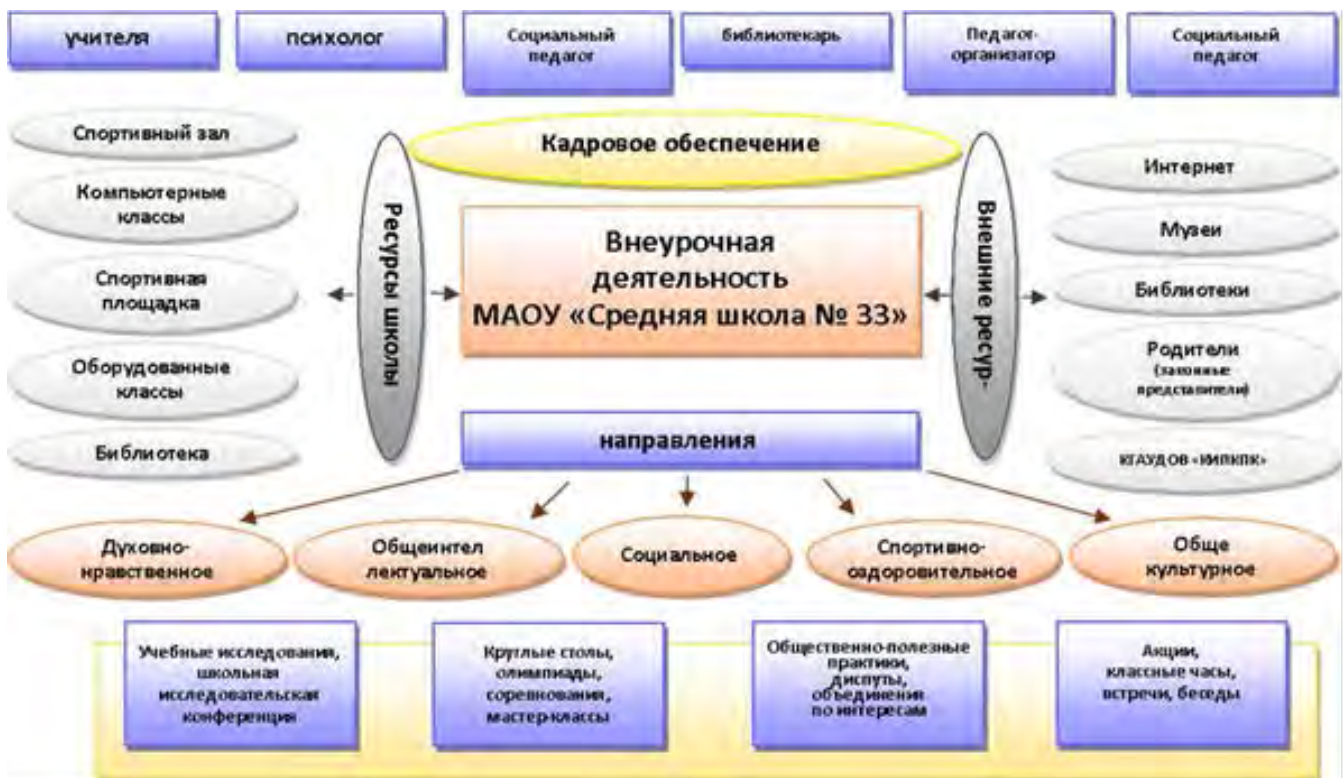 учителя
психолог
Социальный
педагог
библиотекарь
Педагог-
организатор
Социальный
педагог
Кадровое обеспечение
Спортивный зал
Компьютерные
классы
Спортивная
площадка
Оборудованные
классы
Библиотека
Ресурсы школы
Внеурочная
деятельность
МАОУ «Средняя школа № 33»
Внешние ресур-
Интернет
Музеи
Библиотеки
Родители
(законные
представители)
КГАУДОВ «КИПКПК»
направления
Духовно-
нравственное
Общеинтел
лектуальное
Социальное
Спортивно-
оздоровительное
Обще
культурное
Учебные исследования,
школьная
исследовательская
конференция
Круглые столы,
олимпиады,
соревнования,
мастер-классы
Общественно-полезные
практики,
диспуты,
объединения
по интересам
Акции,
классные часы,
встречи, беседы